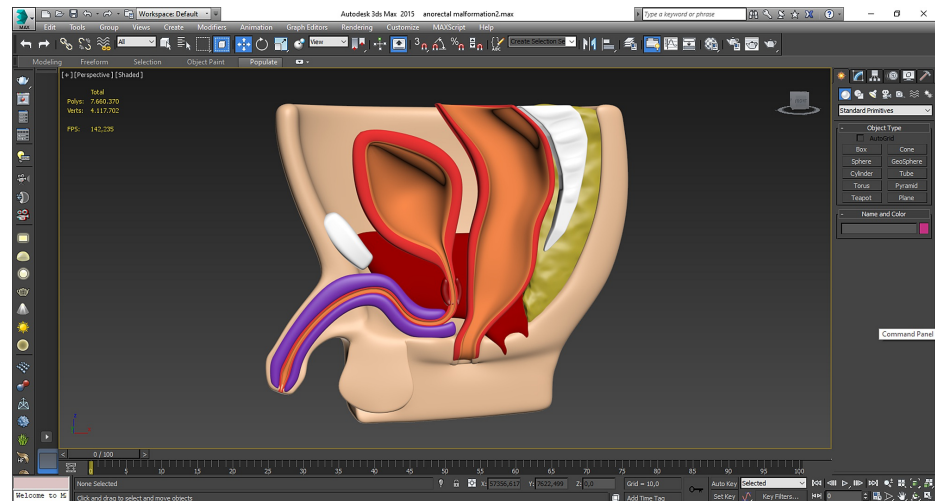 Workspace: Default
Autodesk 3ds Max 2015 anorectal malformation2.max
Type a keyword or phrase
MAX
Edit Tools Group Views Create Modifiers Animation Graph Editors Rendering Customize MAXScript Help
All
View
Create Selection Se
Modeling Freeform Selection Object Paint Populate
[+][Perspective][Shaded]
Total
Polys: 7.660.370
Verts: 4.117.702
FPS: 142,235
Standard Primitives
- Object Type
AutoGrid
Box Cone
Sphere GeoSphere
Cylinder Tube
Torus Pyramid
Teapot Plane
- Name and Color
Command Panel
0 / 100
0 5 10 15 20 25 30 35 40 45 50 55 60 65 70 75 80 85 90 95 100
None Selected
X: 57356,617 Y: 7622,499 Z: 0,0
Grid = 10,0
Auto Key Selected
Welcome to M
Click and drag to select and move objects
Add Time Tag
Set Key Key Filters... 0